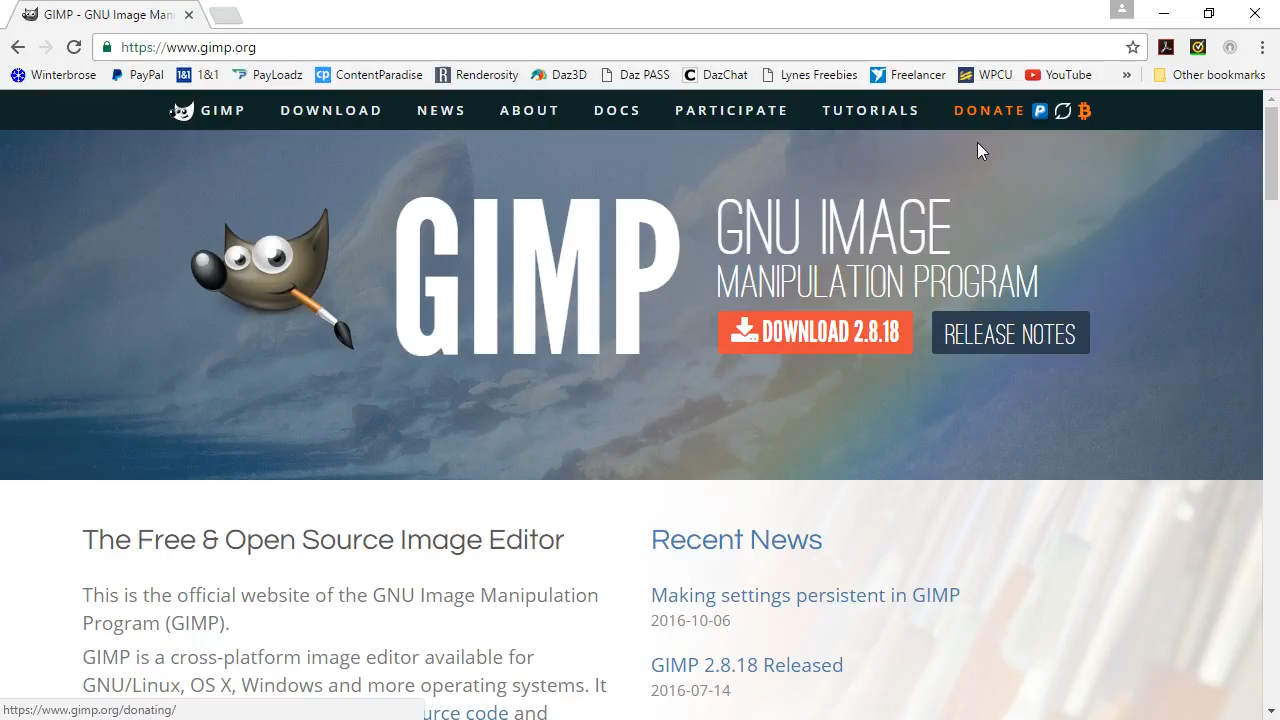 GIMP - GNU Image Man
https://www.gimp.org
Winterbrose PayPal 1&1 1&1 PayLoadz cp ContentParadise R Renderosity Daz3D Daz PASS C DazChat Lynes Freebies Freelancer WPCU YouTube » Other bookmarks
GIMP DOWNLOAD NEWS ABOUT DOCS PARTICIPATE TUTORIALS DONATE
GIMP
GNU IMAGE
MANIPULATION PROGRAM
DOWNLOAD 2.8.18 RELEASE NOTES
The Free & Open Source Image Editor
This is the official website of the GNU Image Manipulation
Program (GIMP).
GIMP is a cross-platform image editor available for
GNU/Linux, OS X, Windows and more operating systems. It
urce code and
Recent News
Making settings persistent in GIMP
2016-10-06
GIMP 2.8.18 Released
2016-07-14
https://www.gimp.org/donating/